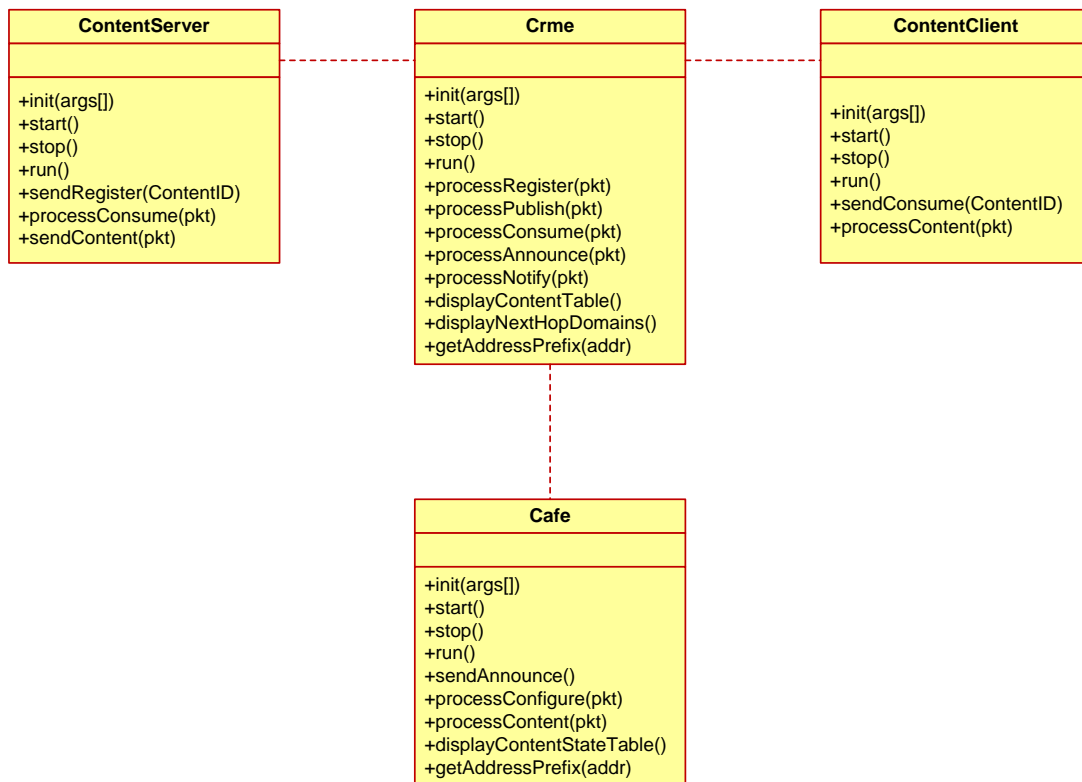 ContentServer
+init(args[])
+start()
+stop()
+run()
+sendRegister(ContentID)
+processConsume(pkt)
+sendContent(pkt)
Crme
+init(args[])
+start()
+stop()
+run()
+processRegister(pkt)
+processPublish(pkt)
+processConsume(pkt)
+processAnnounce(pkt)
+processNotify(pkt)
+displayContentTable()
+displayNextHopDomains()
+getAddressPrefix(addr)
ContentClient
+init(args[])
+start()
+stop()
+run()
+sendConsume(ContentID)
+processContent(pkt)
Cafe
+init(args[])
+start()
+stop()
+run()
+sendAnnounce()
+processConfigure(pkt)
+processContent(pkt)
+displayContentStateTable()
+getAddressPrefix(addr)